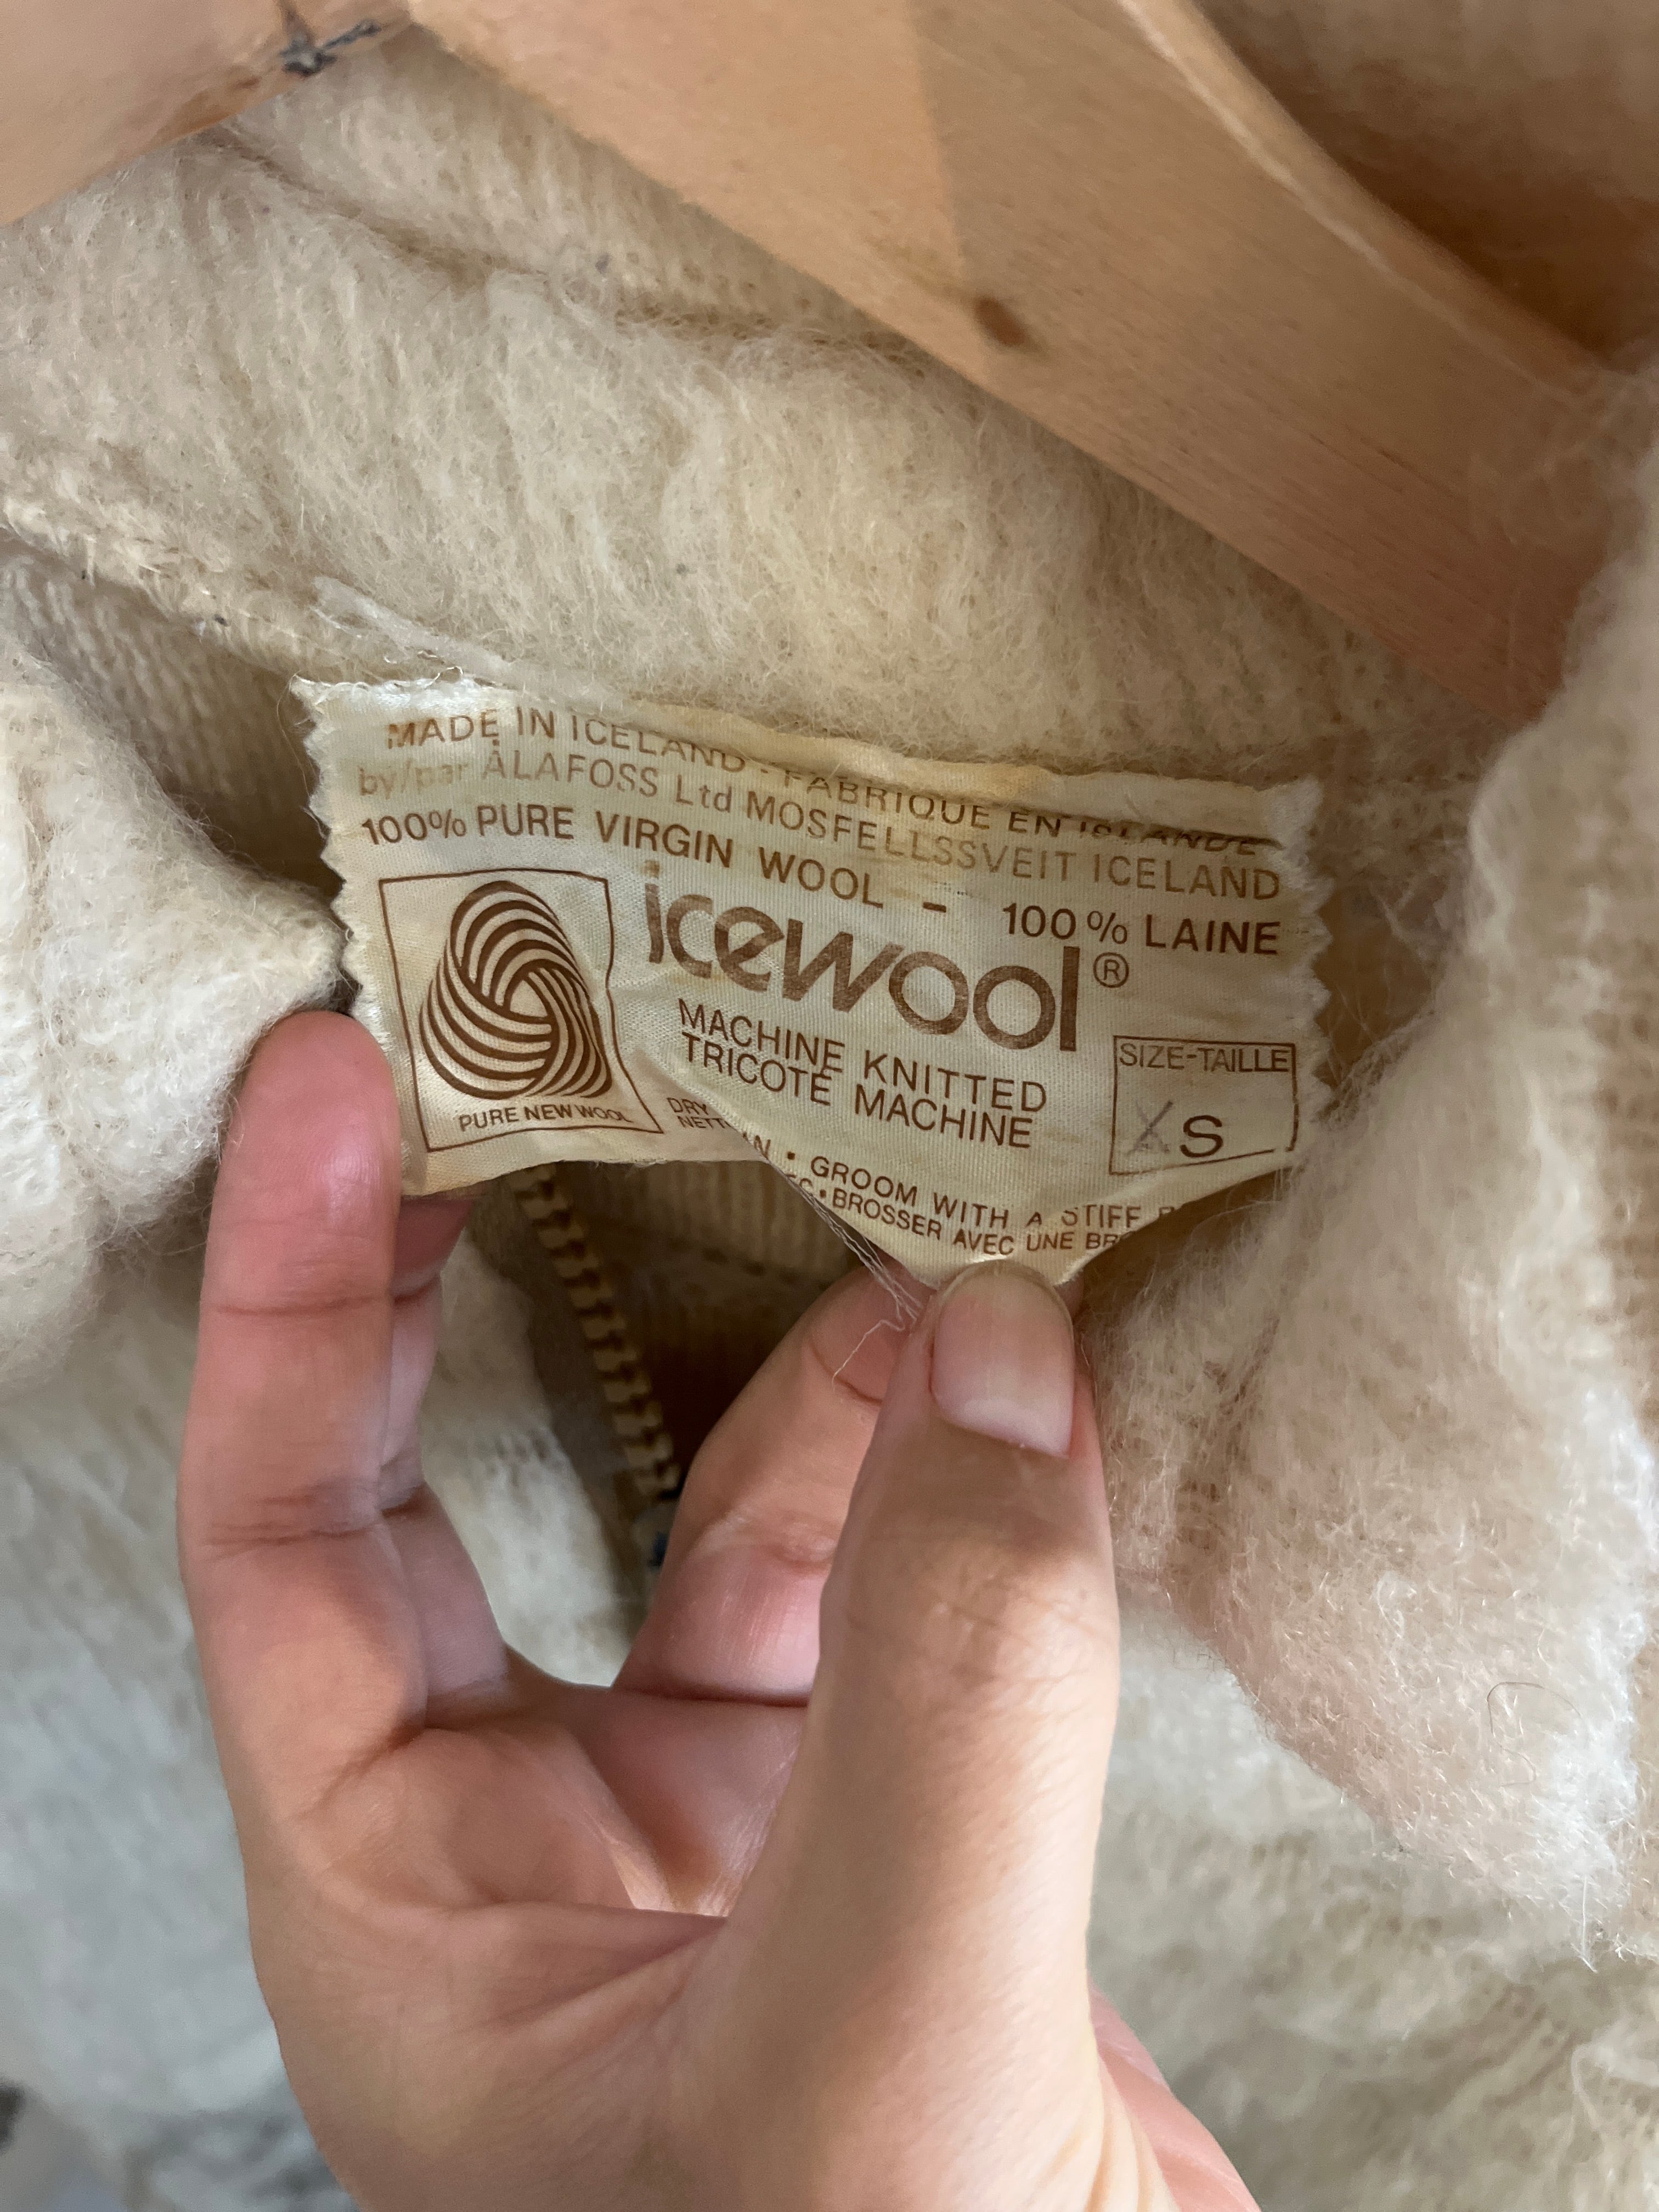 MADE IN ICELAND - FABRIQUE EN ISLANDE
by/par ÁLAFOSS Ltd MOSFELLSSVEIT ICELAND
100% PURE VIRGIN WOOL - 100% LAINE
icewool®
MACHINE KNITTED
TRICOTÉ MACHINE
SIZE-TAILLE
XS
PURE NEW WOOL
DRY
• GROOM WITH A STIFF
• BROSSER AVEC UNE